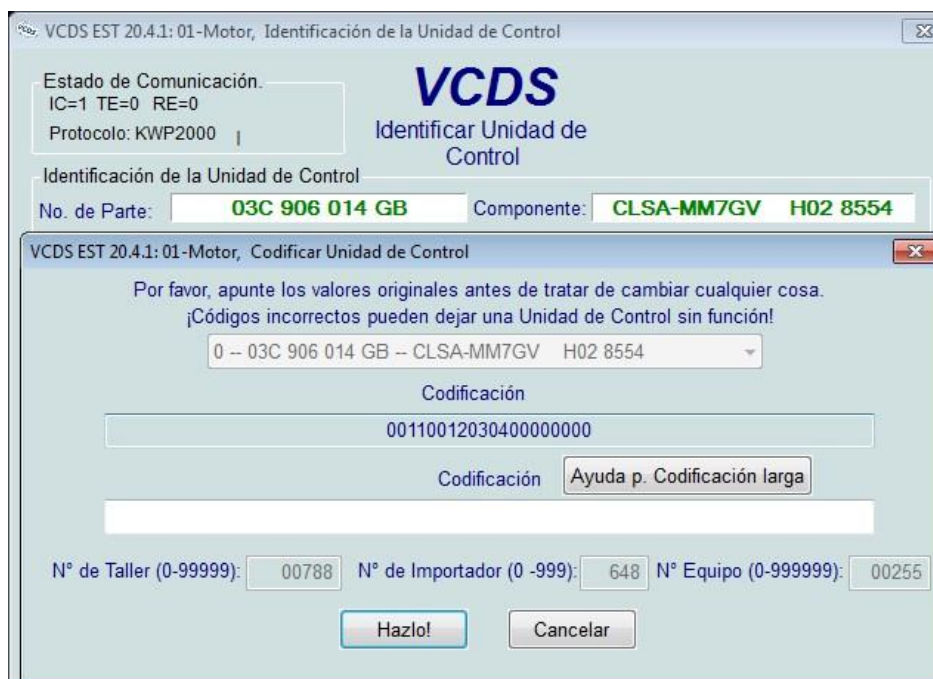 VCDS EST 20.4.1: 01-Motor, Identificación de la Unidad de Control
Estado de Comunicación.
IC=1 TE=0 RE=0
Protocolo: KWP2000 |
VCDS
Identificar Unidad de
Control
Identificación de la Unidad de Control
No. de Parte: 03C 906 014 GB Componente: CLSA-MM7GV H02 8554
VCDS EST 20.4.1: 01-Motor, Codificar Unidad de Control
Por favor, apunte los valores originales antes de tratar de cambiar cualquier cosa.
¡Códigos incorrectos pueden dejar una Unidad de Control sin función!
0 -- 03C 906 014 GB -- CLSA-MM7GV H02 8554
Codificación
00110012030400000000
Codificación Ayuda p. Codificación larga
N° de Taller (0-99999): 00788 N° de Importador (0 -999): 648 N° Equipo (0-999999): 00255
Hazlo! Cancelar